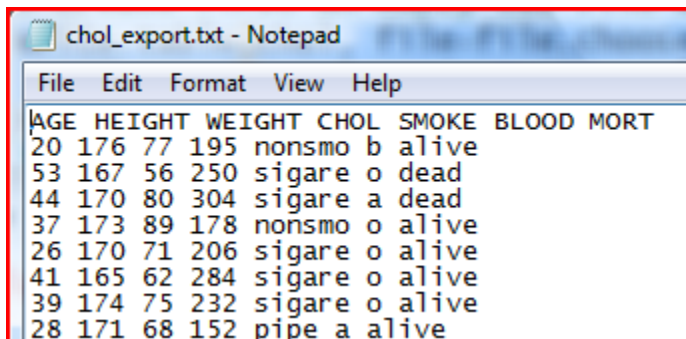 chol_export.txt - Notepad
File Edit Format View Help
AGE HEIGHT WEIGHT CHOL SMOKE BLOOD MORT
20 176 77 195 nonsmo b alive
53 167 56 250 sigare o dead
44 170 80 304 sigare a dead
37 173 89 178 nonsmo o alive
26 170 71 206 sigare o alive
41 165 62 284 sigare o alive
39 174 75 232 sigare o alive
28 171 68 152 pipe a alive